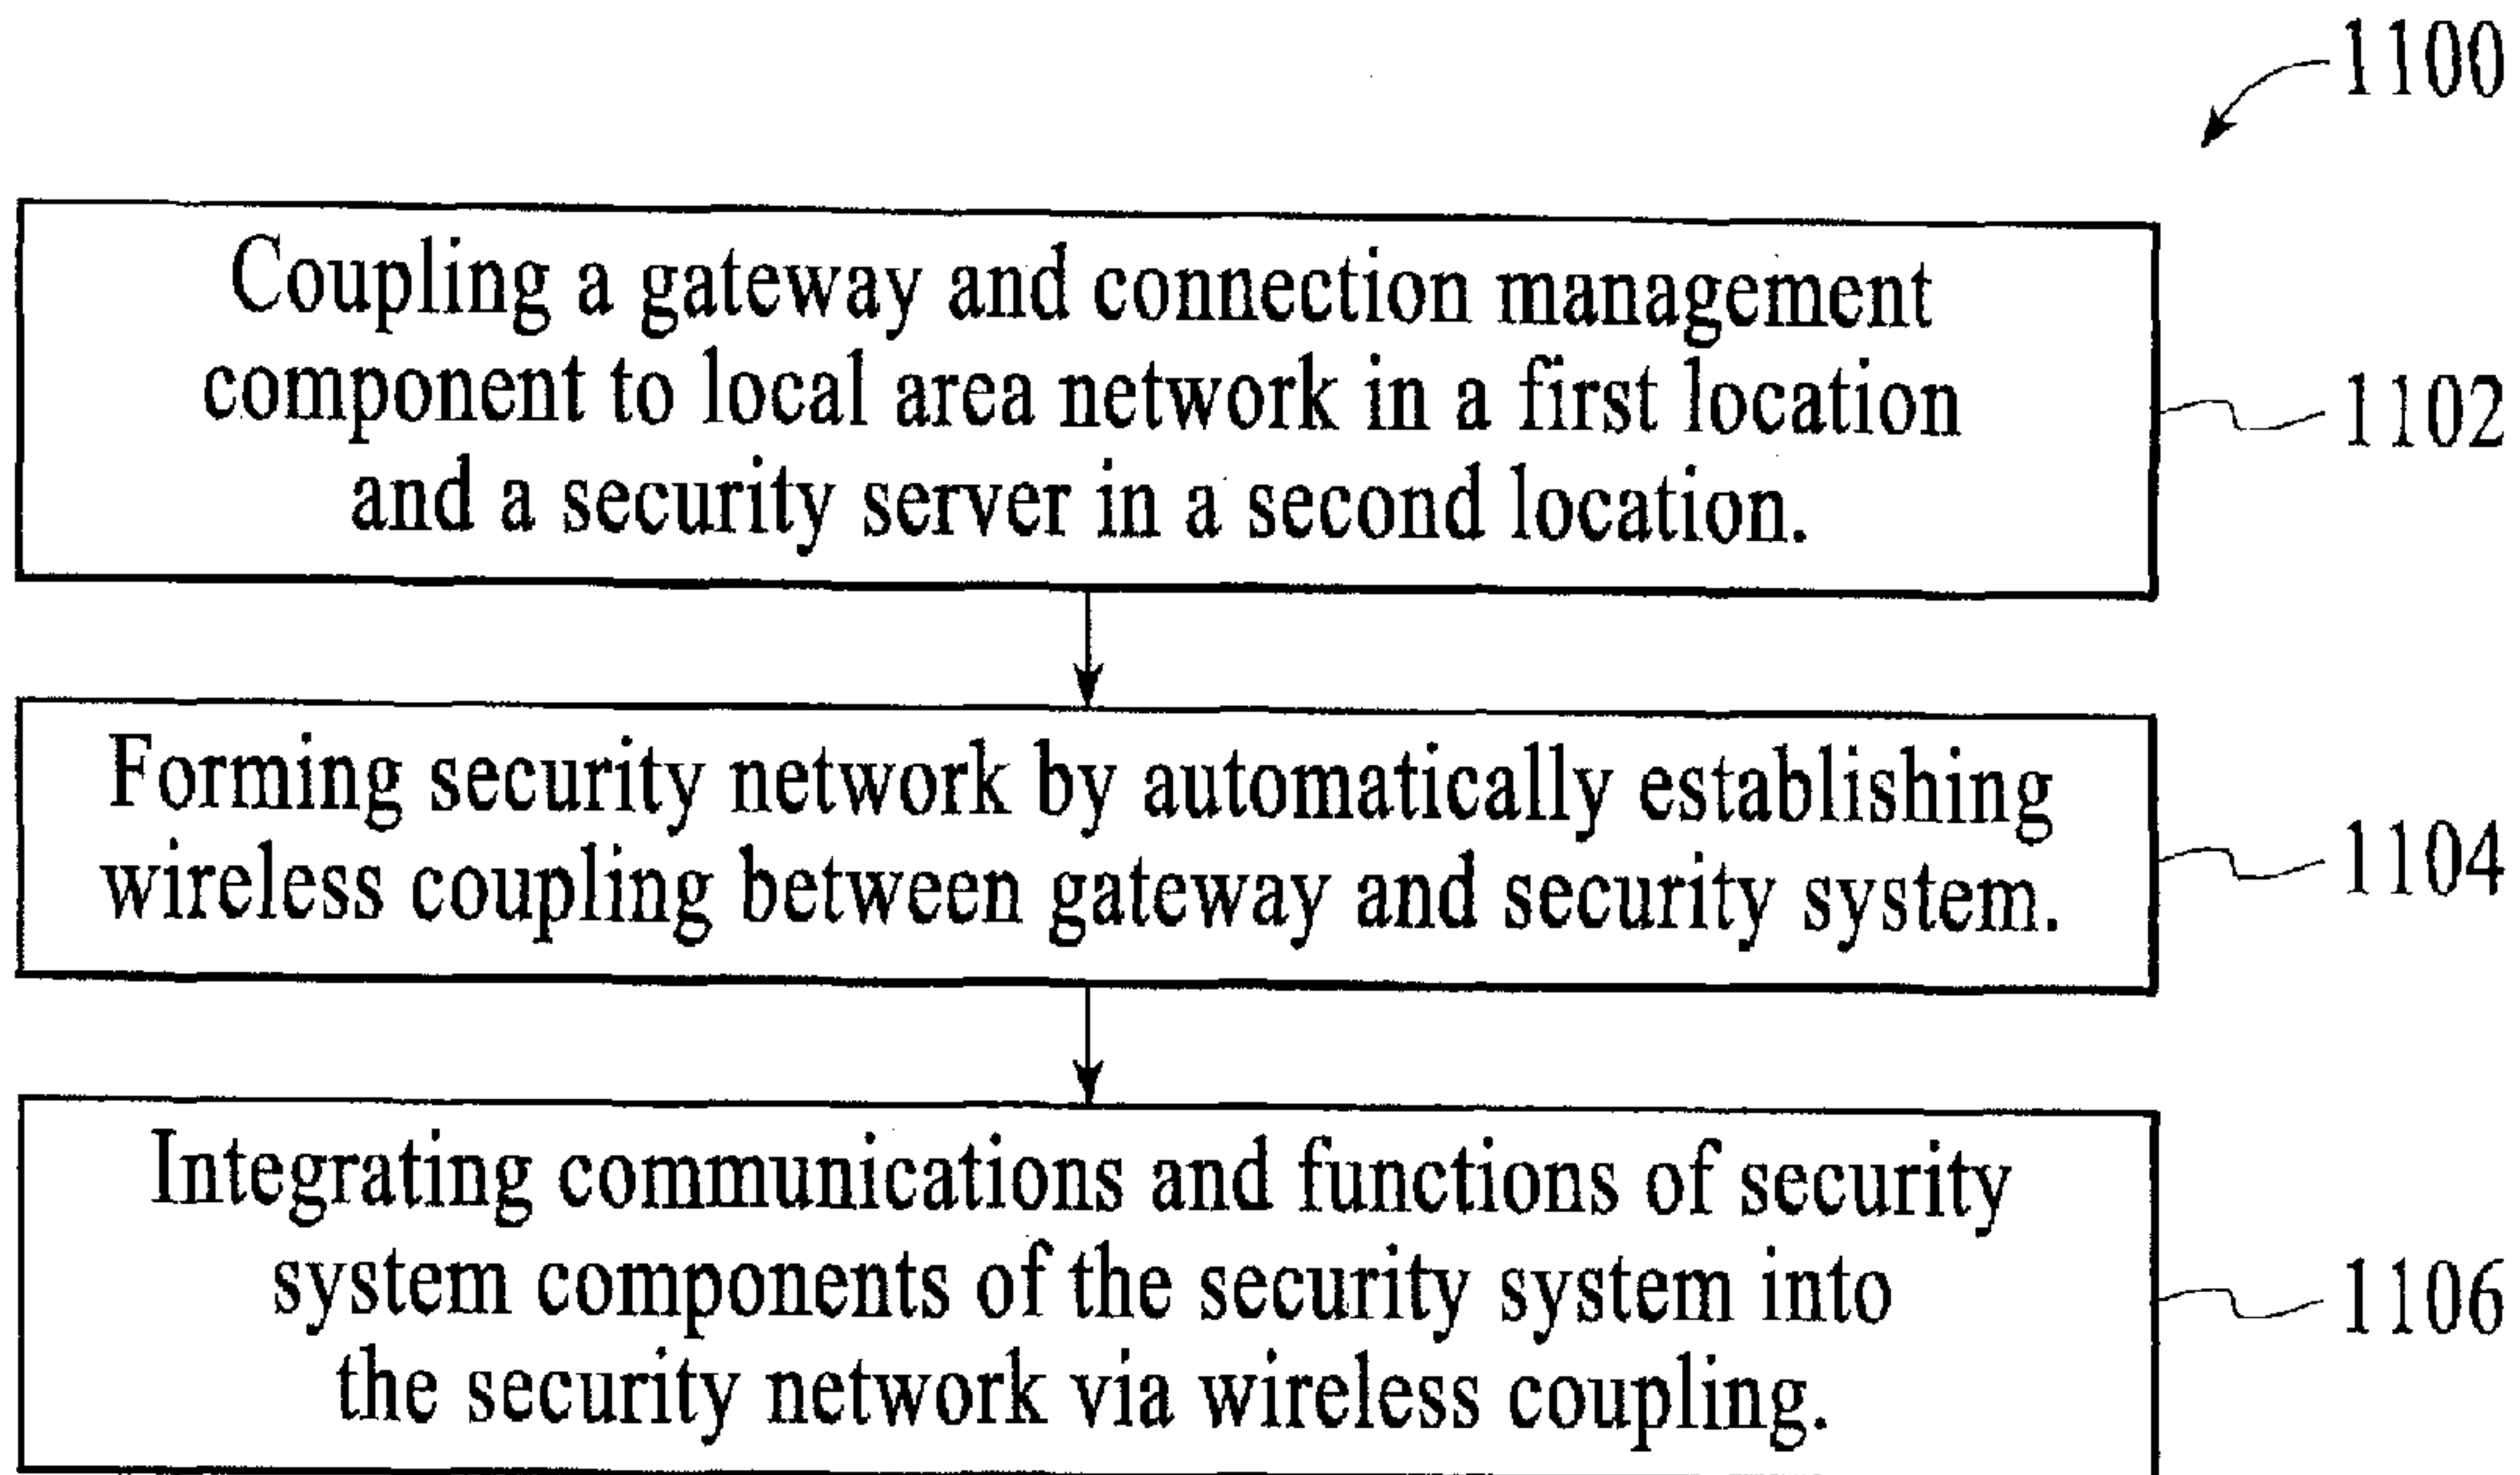 1100
Coupling a gateway and connection management
component to local area network in a first location
and a security server in a second location.
1102
Forming security network by automatically establishing
wireless coupling between gateway and security system.
1104
Integrating communications and functions of security
system components of the security system into
the security network via wireless coupling.
1106